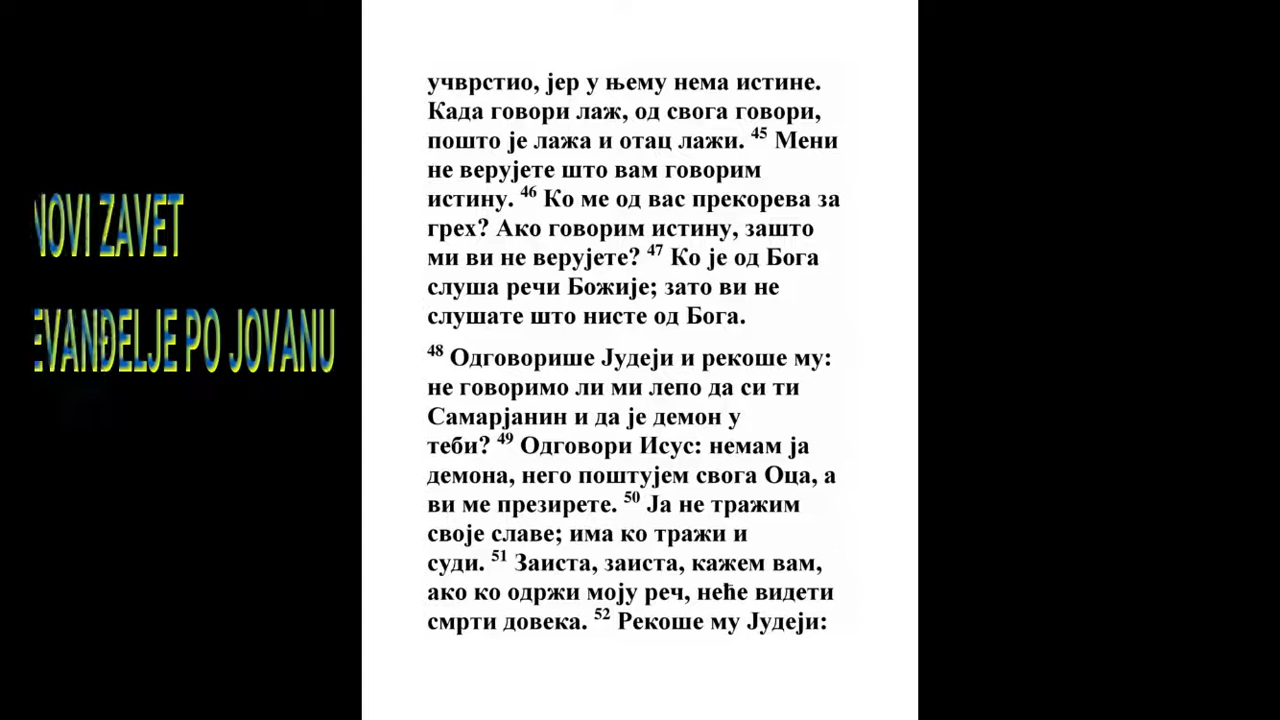 NOVI ZAVET
EVANĐELJE PO JOVANU
учврстио, јер у њему нема истине.
Када говори лаж, од свога говори,
пошто је лажа и отац лажи. 45 Мени
не верујете што вам говорим
истину. 46 Ко ме од вас прекорева за
грех? Ако говорим истину, зашто
ми ви не верујете? 47 Ко је од Бога
слуша речи Божије; зато ви не
слушате што нисте од Бога.
48 Одговорише Јудеји и рекоше му:
не говоримо ли ми лепо да си ти
Самарјанин и да је демон у
теби? 49 Одговори Исус: немам ја
демона, него поштујем свога Оца, а
ви ме презирете. 50 Ја не тражим
своје славе; има ко тражи и
суди. 51 Заиста, заиста, кажем вам,
ако ко одржи моју реч, неће видети
смрти довека. 52 Рекоше му Јудеји: